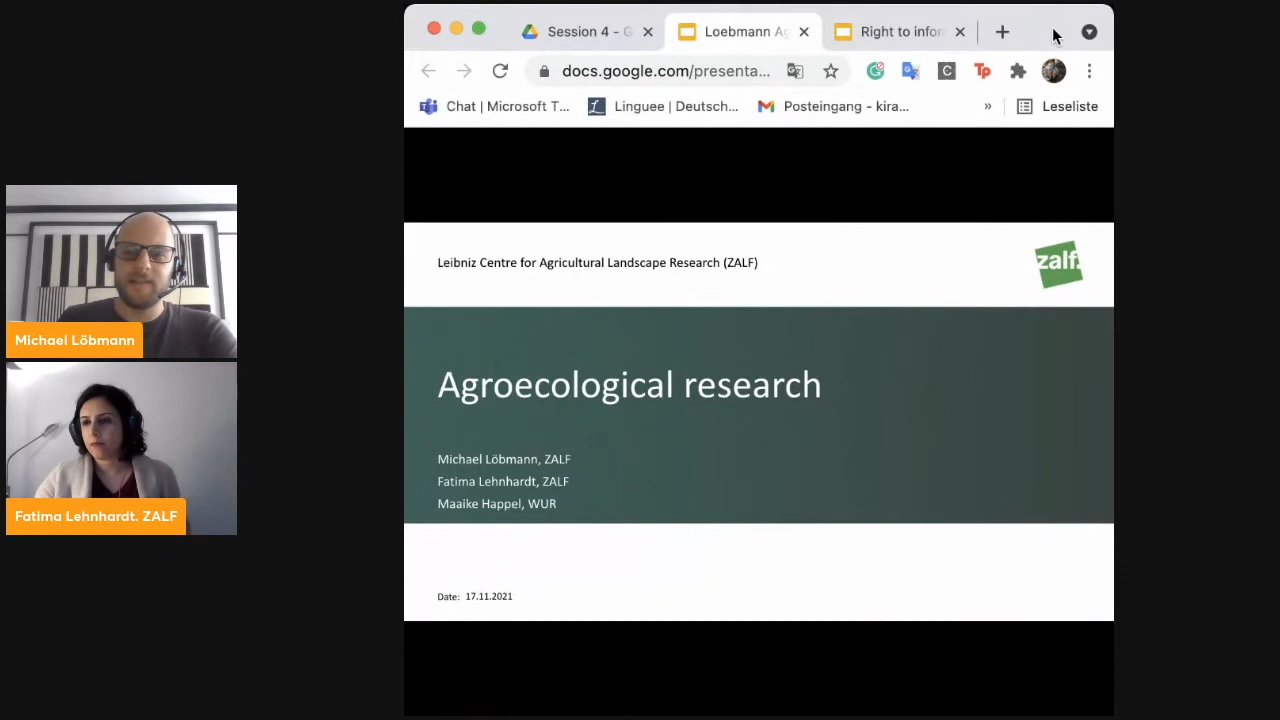 Session 4 - G
Loebmann Ag
Right to infor
docs.google.com/presenta...
Chat | Microsoft T...
Linguee | Deutsch...
Posteingang - kira...
»
Leseliste
Leibniz Centre for Agricultural Landscape Research (ZALF)
zalf.
Agroecological research
Michael Löbmann, ZALF
Fatima Lehnhardt, ZALF
Maaike Happel, WUR
Date: 17.11.2021
Michael Löbmann
Fatima Lehnhardt. ZALF